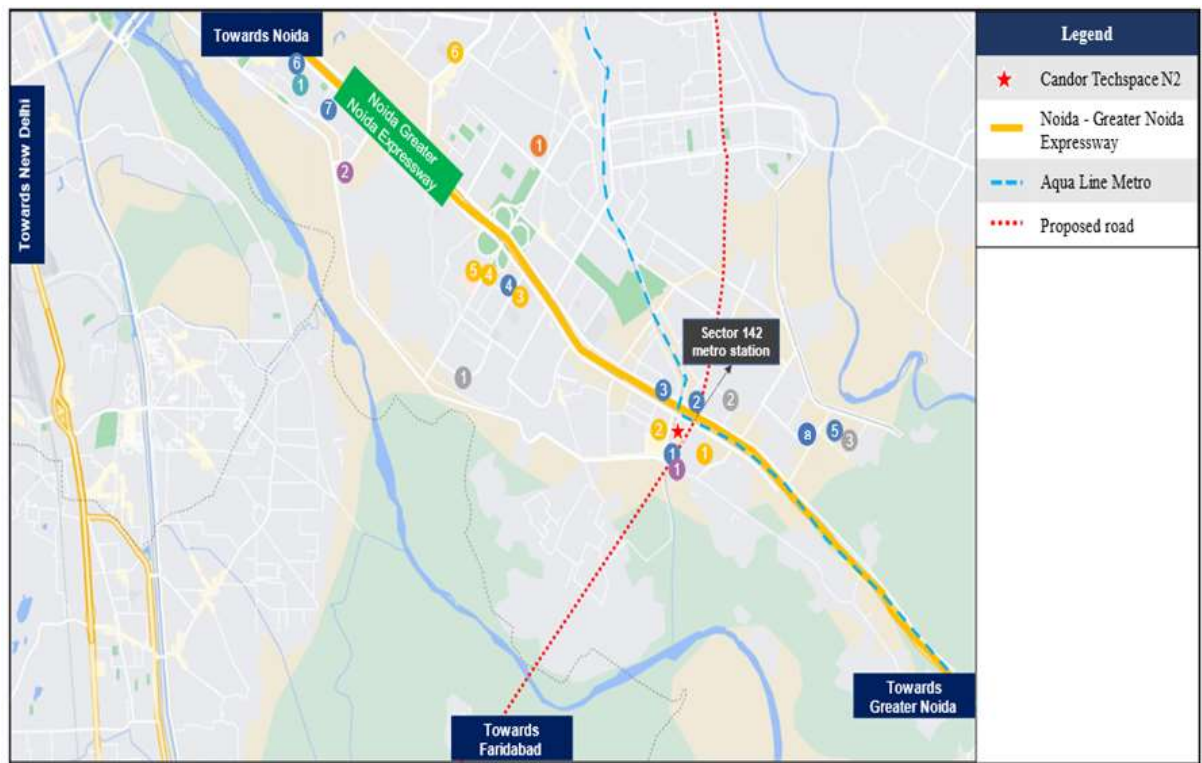 Towards Noida
Legend
Candor Techspace N2
Noida - Greater Noida
Expressway
Aqua Line Metro
Proposed road
Towards New Delhi
Noida Greater
Noida Expressway
6
6
1
7
1
2
5
4
4
3
Sector 142
metro station
1
3
2
2
2
8
5
3
1
1
1
Towards
Greater Noida
Towards
Faridabad